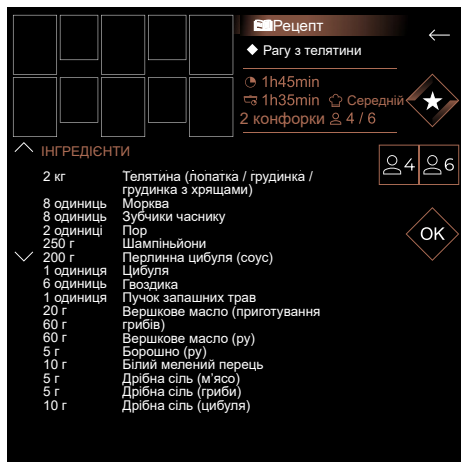 Рецепт
Рагу з телятини
1h45min
1h35min Середній
2 конфорки 4 / 6
ІНГРЕДІЄНТИ
4 6
2 кг Телятина (лопатка / грудинка /
грудинка з хрящами)
8 одиниць Морква
8 одиниць Зубчики часнику
2 одиниці Пор
250 г Шампіньйони
200 г Перлинна цибуля (соус)
OK
1 одиниця Цибуля
6 одиниць Гвоздика
1 одиниця Пучок запашних трав
20 г Вершкове масло (приготування
60 г грибів)
60 г Вершкове масло (ру)
5 г Борошно (ру)
10 г Білий мелений перець
5 г Дрібна сіль (м'ясо)
5 г Дрібна сіль (гриби)
10 г Дрібна сіль (цибуля)